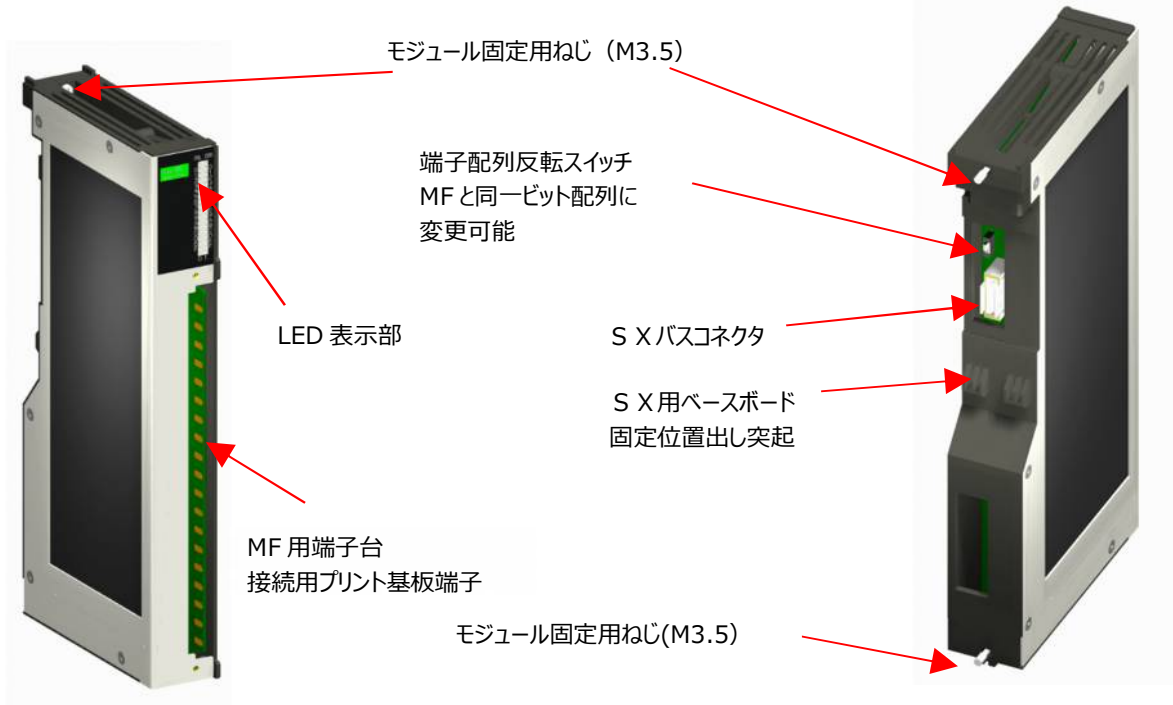 モジュール固定用ねじ（M3.5）
端子配列反転スイッチ
MFと同一ビット配列に
変更可能
LED 表示部
ＳＸバスコネクタ
ＳＸ用ベースボード
固定位置出し突起
MF用端子台
接続用プリント基板端子
モジュール固定用ねじ(M3.5）